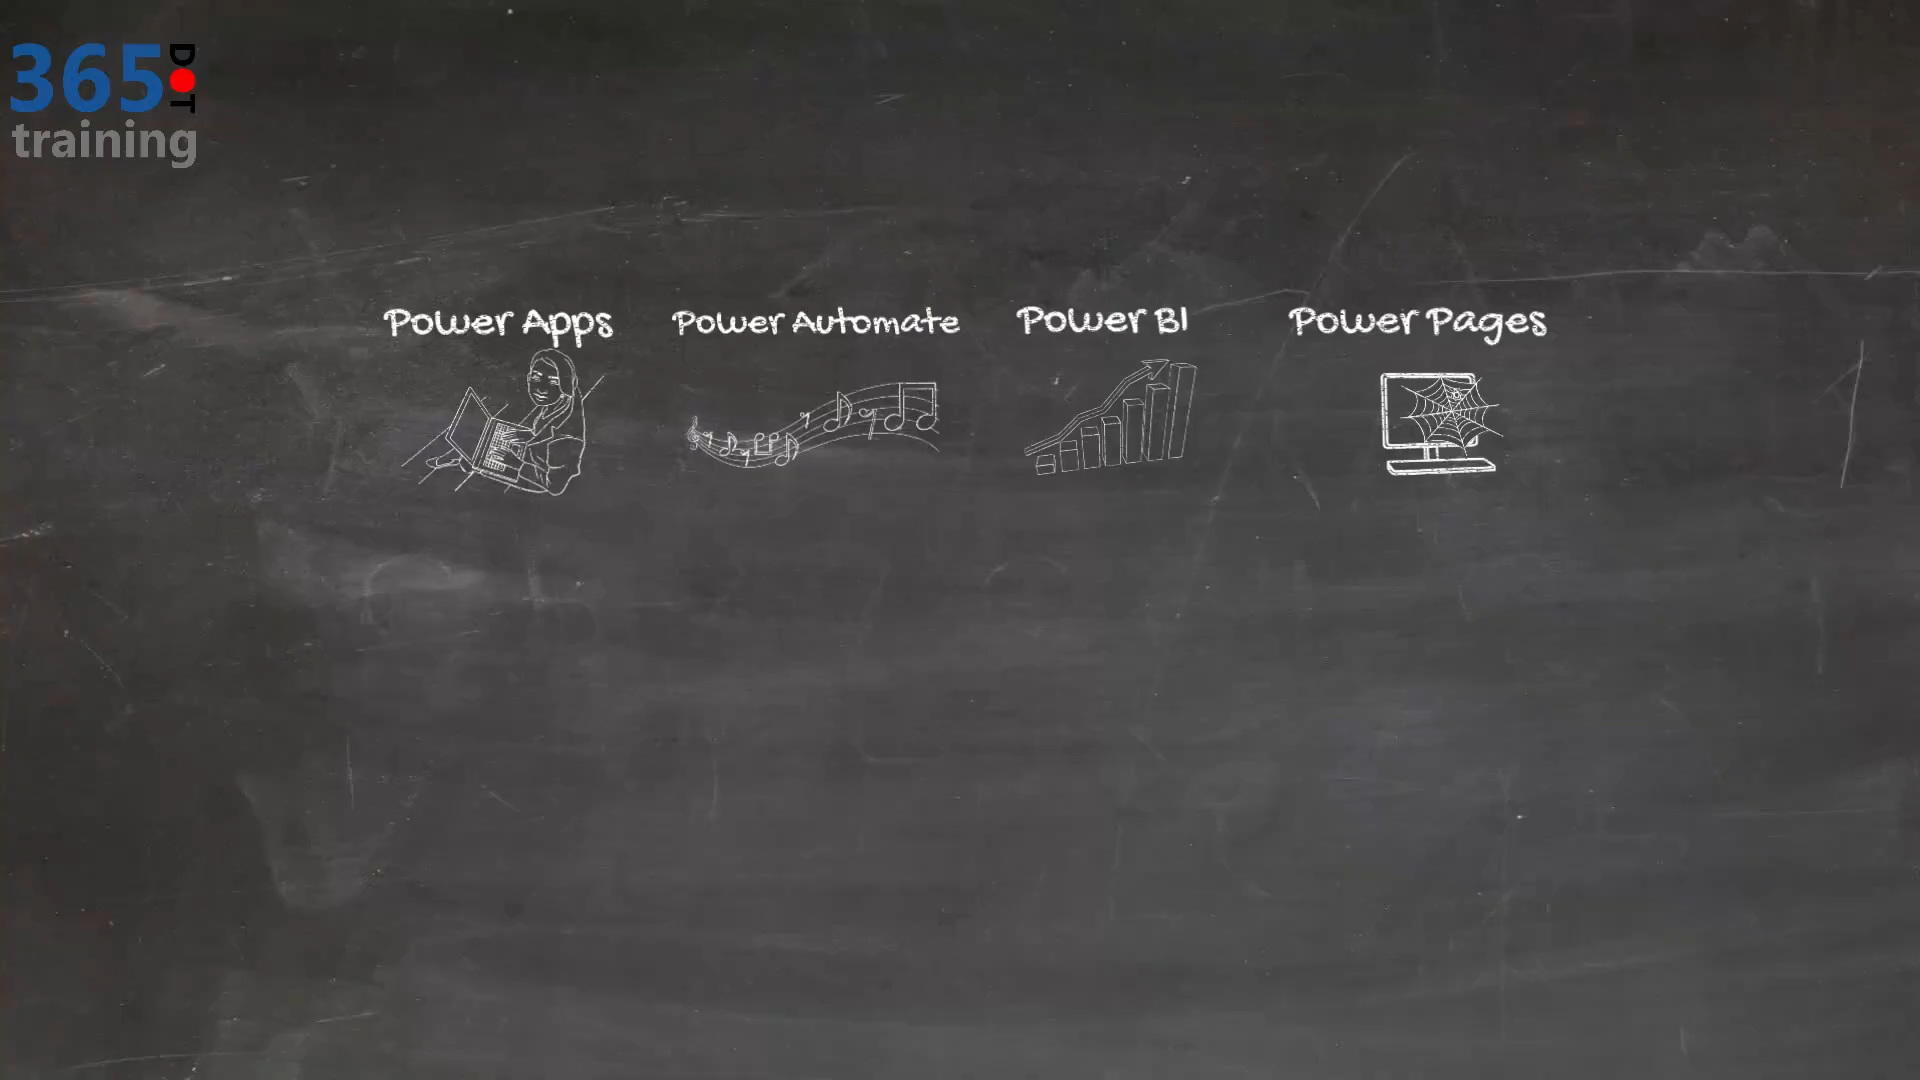 365
DOT
training
Power Apps
Power Automate
Power BI
Power Pages